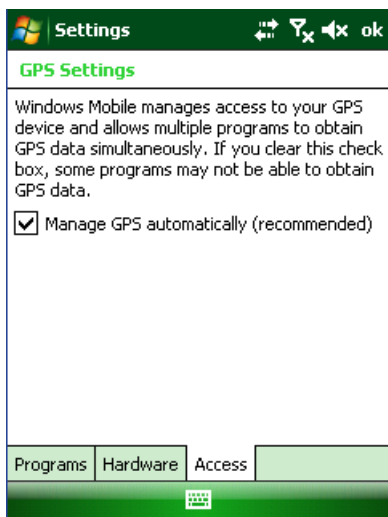 Settings ok
GPS Settings
Windows Mobile manages access to your GPS
device and allows multiple programs to obtain
GPS data simultaneously. If you clear this check
box, some programs may not be able to obtain
GPS data.
Manage GPS automatically (recommended)
Programs Hardware Access